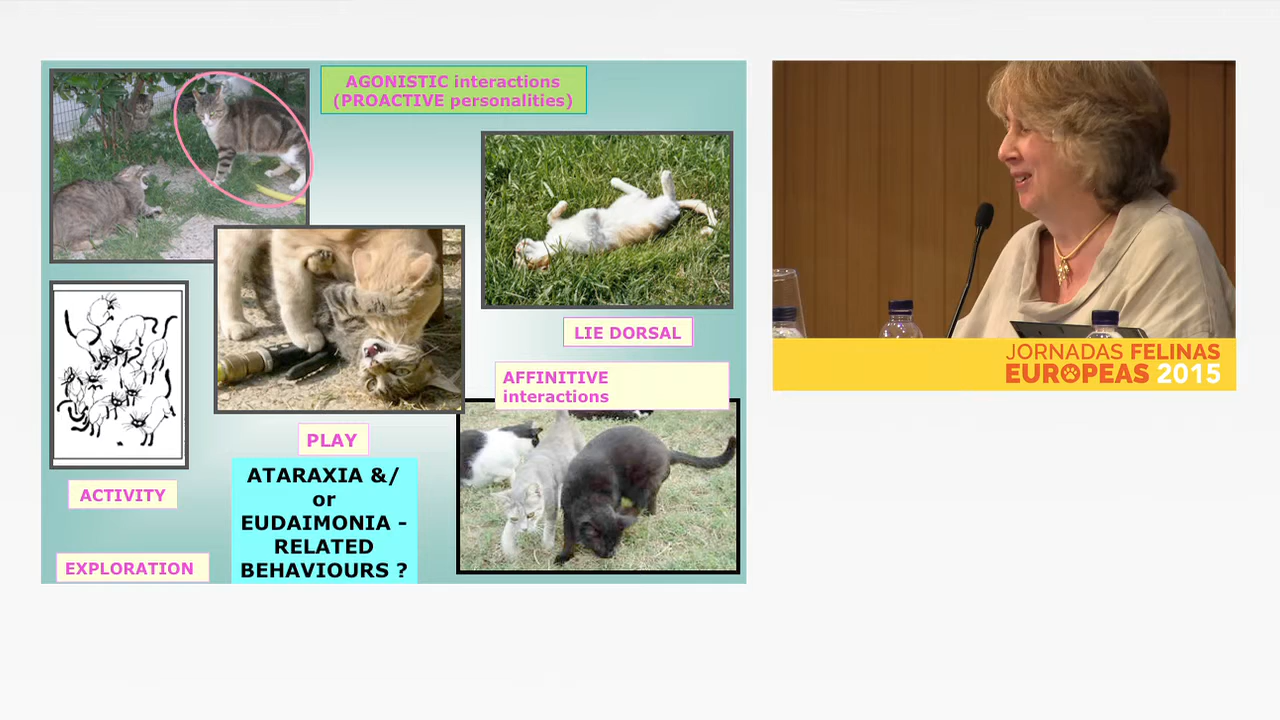 AGONISTIC interactions
(PROACTIVE personalities)
LIE DORSAL
AFFINITIVE
interactions
PLAY
ACTIVITY
ATARAXIA &/
or
EUDAIMONIA -
RELATED
BEHAVIOURS ?
EXPLORATION
JORNADAS FELINAS
EUROPEAS 2015